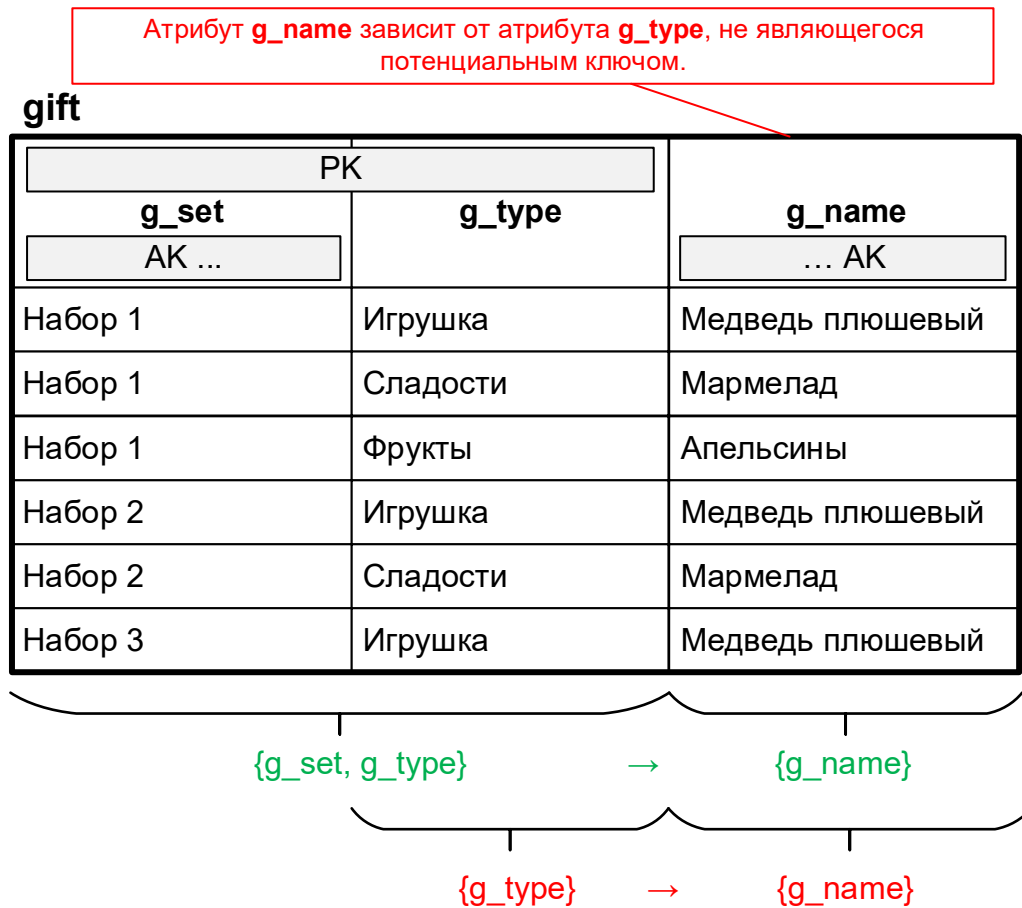 Атрибут g_name зависит от атрибута g_type, не являющегося
потенциальным ключом.
gift
PK
g_set g_type g_name
AK ... … AK
Набор 1 Игрушка Медведь плюшевый
Набор 1 Сладости Мармелад
Набор 1 Фрукты Апельсины
Набор 2 Игрушка Медведь плюшевый
Набор 2 Сладости Мармелад
Набор 3 Игрушка Медведь плюшевый
{g_set, g_type} → {g_name}
{g_type} → {g_name}